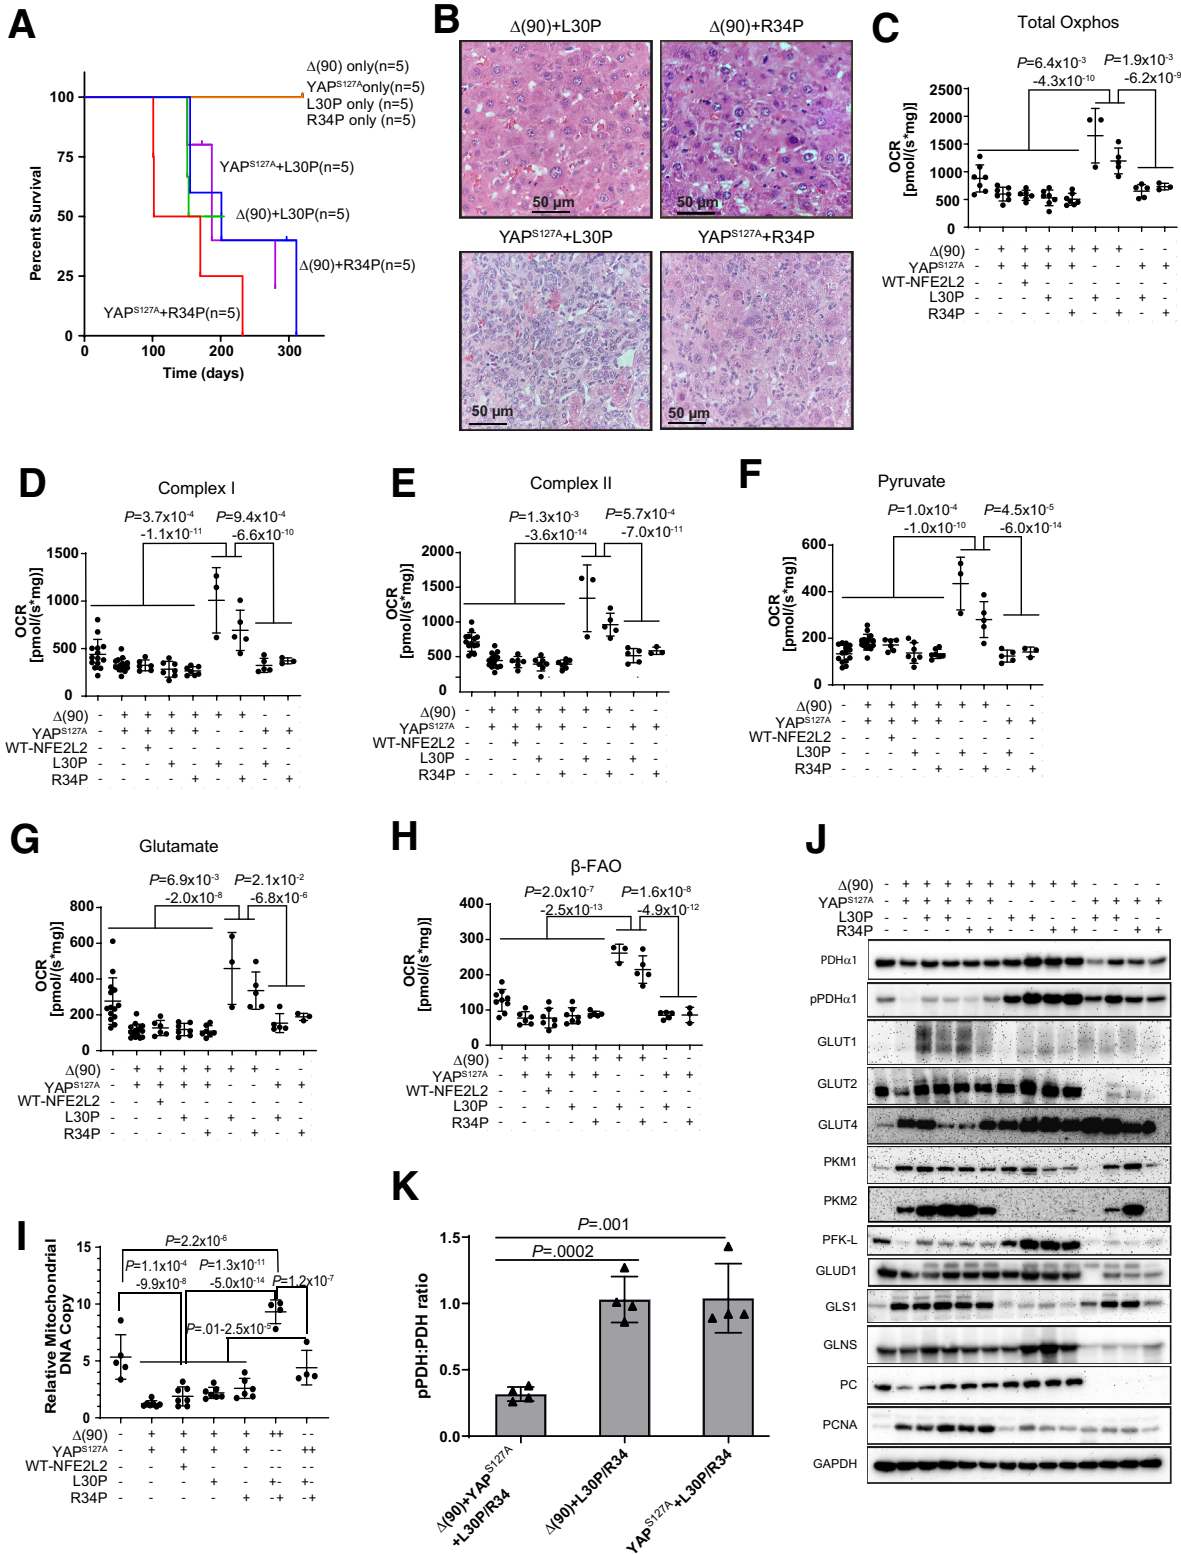 A
Δ(90) only(n=5)
YAPS127Aonly(n=5)
L30P only (n=5)
R34P only (n=5)
YAPS127A+L30P(n=5)
Δ(90)+L30P(n=5)
Δ(90)+R34P(n=5)
YAPS127A+R34P(n=5)
Percent Survival
100
75
50
25
0
0 100 200 300
Time (days)
B
Δ(90)+L30P
Δ(90)+R34P
50 µm
50 µm
YAPS127A+L30P
YAPS127A+R34P
50 µm
50 µm
C
Total Oxphos
P=6.4x10-3
-4.3x10-10
P=1.9x10-3
-6.2x10-9
OCR
[pmol/(s*mg)]
2500
2000
1500
1000
500
0
Δ(90) - + + + + + + - -
YAPS127A - + + + + - - + +
WT-NFE2L2 - - + - - - - - -
L30P - - - + - + - + -
R34P - - - - + - + - +
D
Complex I
P=3.7x10-4
-1.1x10-11
P=9.4x10-4
-6.6x10-10
OCR
[pmol/(s*mg)]
1500
1000
500
0
Δ(90) - + + + + + + - -
YAPS127A - + + + + - - + +
WT-NFE2L2 - - + - - - - - -
L30P - - - + - + - + -
R34P - - - - + - + - +
E
Complex II
P=1.3x10-3
-3.6x10-14
P=5.7x10-4
-7.0x10-11
OCR
[pmol/(s*mg)]
2000
1500
1000
500
0
Δ(90) - + + + + + + - -
YAPS127A - + + + + - - + +
WT-NFE2L2 - - + - - - - - -
L30P - - - + - + - + -
R34P - - - - + - + - +
F
Pyruvate
P=1.0x10-4
-1.0x10-10
P=4.5x10-5
-6.0x10-14
OCR
[pmol/(s*mg)]
600
400
200
0
Δ(90) - + + + + + + - -
YAPS127A - + + + + - - + +
WT-NFE2L2 - - + - - - - - -
L30P - - - + - + - + -
R34P - - - - + - + - +
G
Glutamate
P=6.9x10-3
-2.0x10-8
P=2.1x10-2
-6.8x10-6
OCR
[pmol/(s*mg)]
800
600
400
200
0
Δ(90) - + + + + + + - -
YAPS127A - + + + + - - + +
WT-NFE2L2 - - + - - - - - -
L30P - - - + - + - + -
R34P - - - - + - + - +
H
β-FAO
P=2.0x10-7
-2.5x10-13
P=1.6x10-8
-4.9x10-12
OCR
[pmol/(s*mg)]
400
300
200
100
0
Δ(90) - + + + + + + - -
YAPS127A - + + + + - - + +
WT-NFE2L2 - - + - - - - - -
L30P - - - + - + - + -
R34P - - - - + - + - +
I
P=2.2x10-6
P=1.1x10-4
-9.9x10-8
P=1.3x10-11
-5.0x10-14
P=1.2x10-7
P=.01-2.5x10-5
Relative Mitochondrial
DNA Copy
15
10
5
0
Δ(90) - + + + + ++ --
YAPS127A - + + + + -- ++
WT-NFE2L2 - - + - - -- --
L30P - - - + - +- +-
R34P - - - - + -+ -+
J
Δ(90) - + + + + + + + + + - - - -
YAPS127A - + + + + + - - - - + + + +
L30P - - + + - - + + - - + + - -
R34P - - - - + + - - + + - - + +
PDHα1
pPDHα1
GLUT1
GLUT2
GLUT4
PKM1
PKM2
PFK-L
GLUD1
GLS1
GLNS
PC
PCNA
GAPDH
K
P=.001
P=.0002
pPDH:PDH ratio
1.5
1.0
0.5
0.0
Δ(90)+YAPS127A
+L30P/R34
Δ(90)+L30P/R34
YAPS127A+L30P/R34